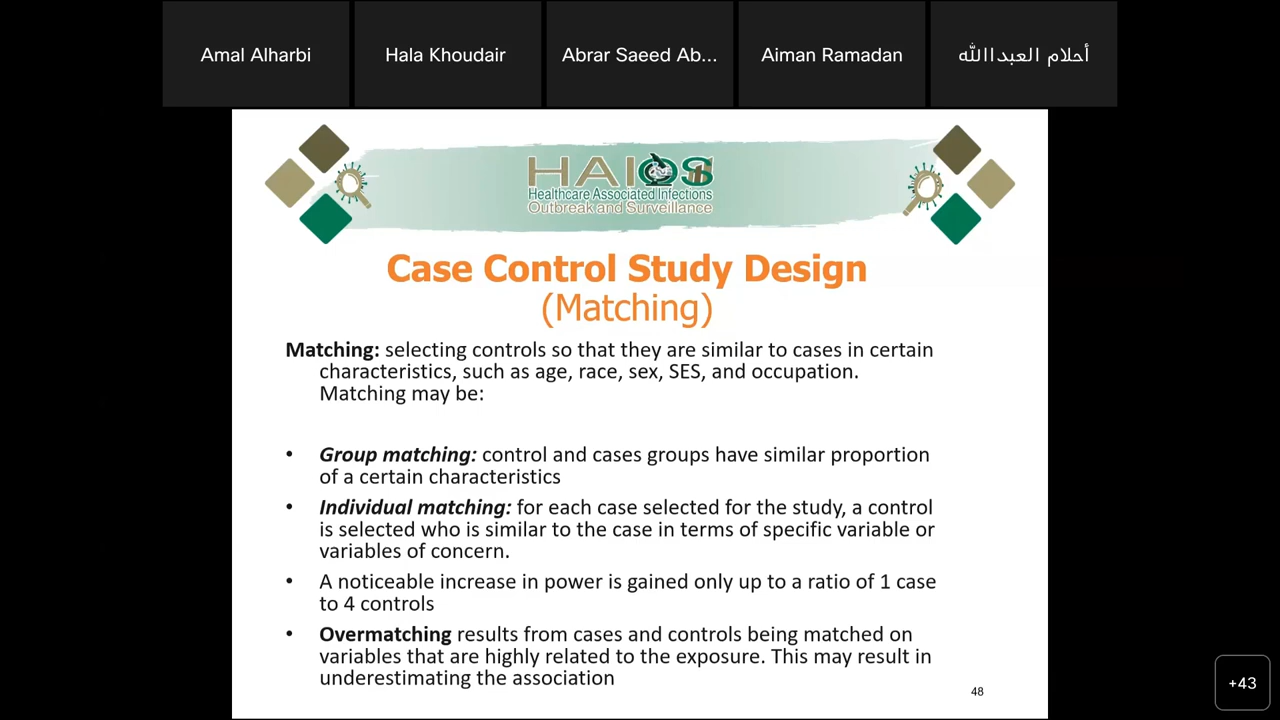 Amal Alharbi
Hala Khoudair
Abrar Saeed Ab...
Aiman Ramadan
أحلام العبداالله
HAIOS
Healthcare Associated Infections
Outbreak and Surveillance
Case Control Study Design
(Matching)
Matching: selecting controls so that they are similar to cases in certain
characteristics, such as age, race, sex, SES, and occupation.
Matching may be:
• Group matching: control and cases groups have similar proportion
of a certain characteristics
• Individual matching: for each case selected for the study, a control
is selected who is similar to the case in terms of specific variable or
variables of concern.
• A noticeable increase in power is gained only up to a ratio of 1 case
to 4 controls
• Overmatching results from cases and controls being matched on
variables that are highly related to the exposure. This may result in
underestimating the association
48
+43